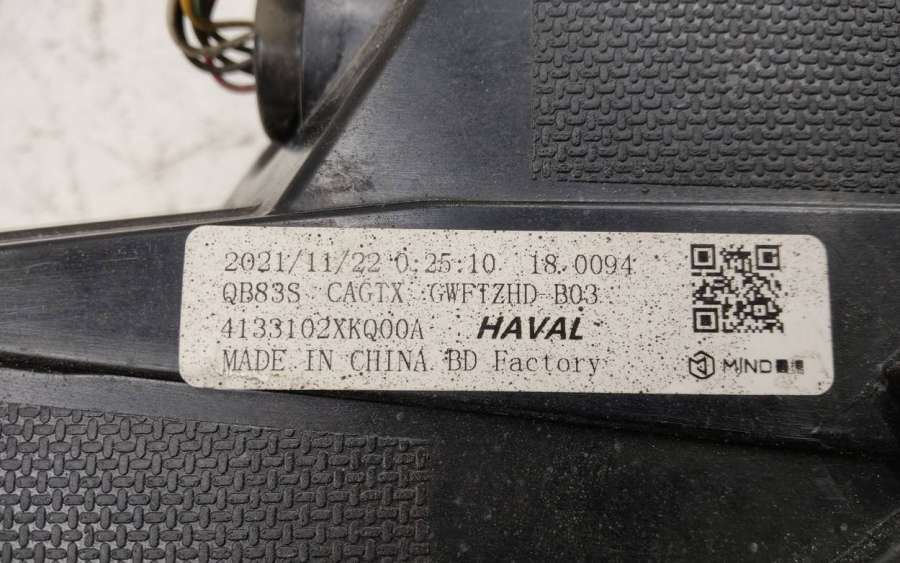 2021/11/22 0:25:10 18.0094
QB83S CAGTX GWFTZHD-B03
4133102XKQ00A HAVAL
MADE IN CHINA BD Factory
MIND